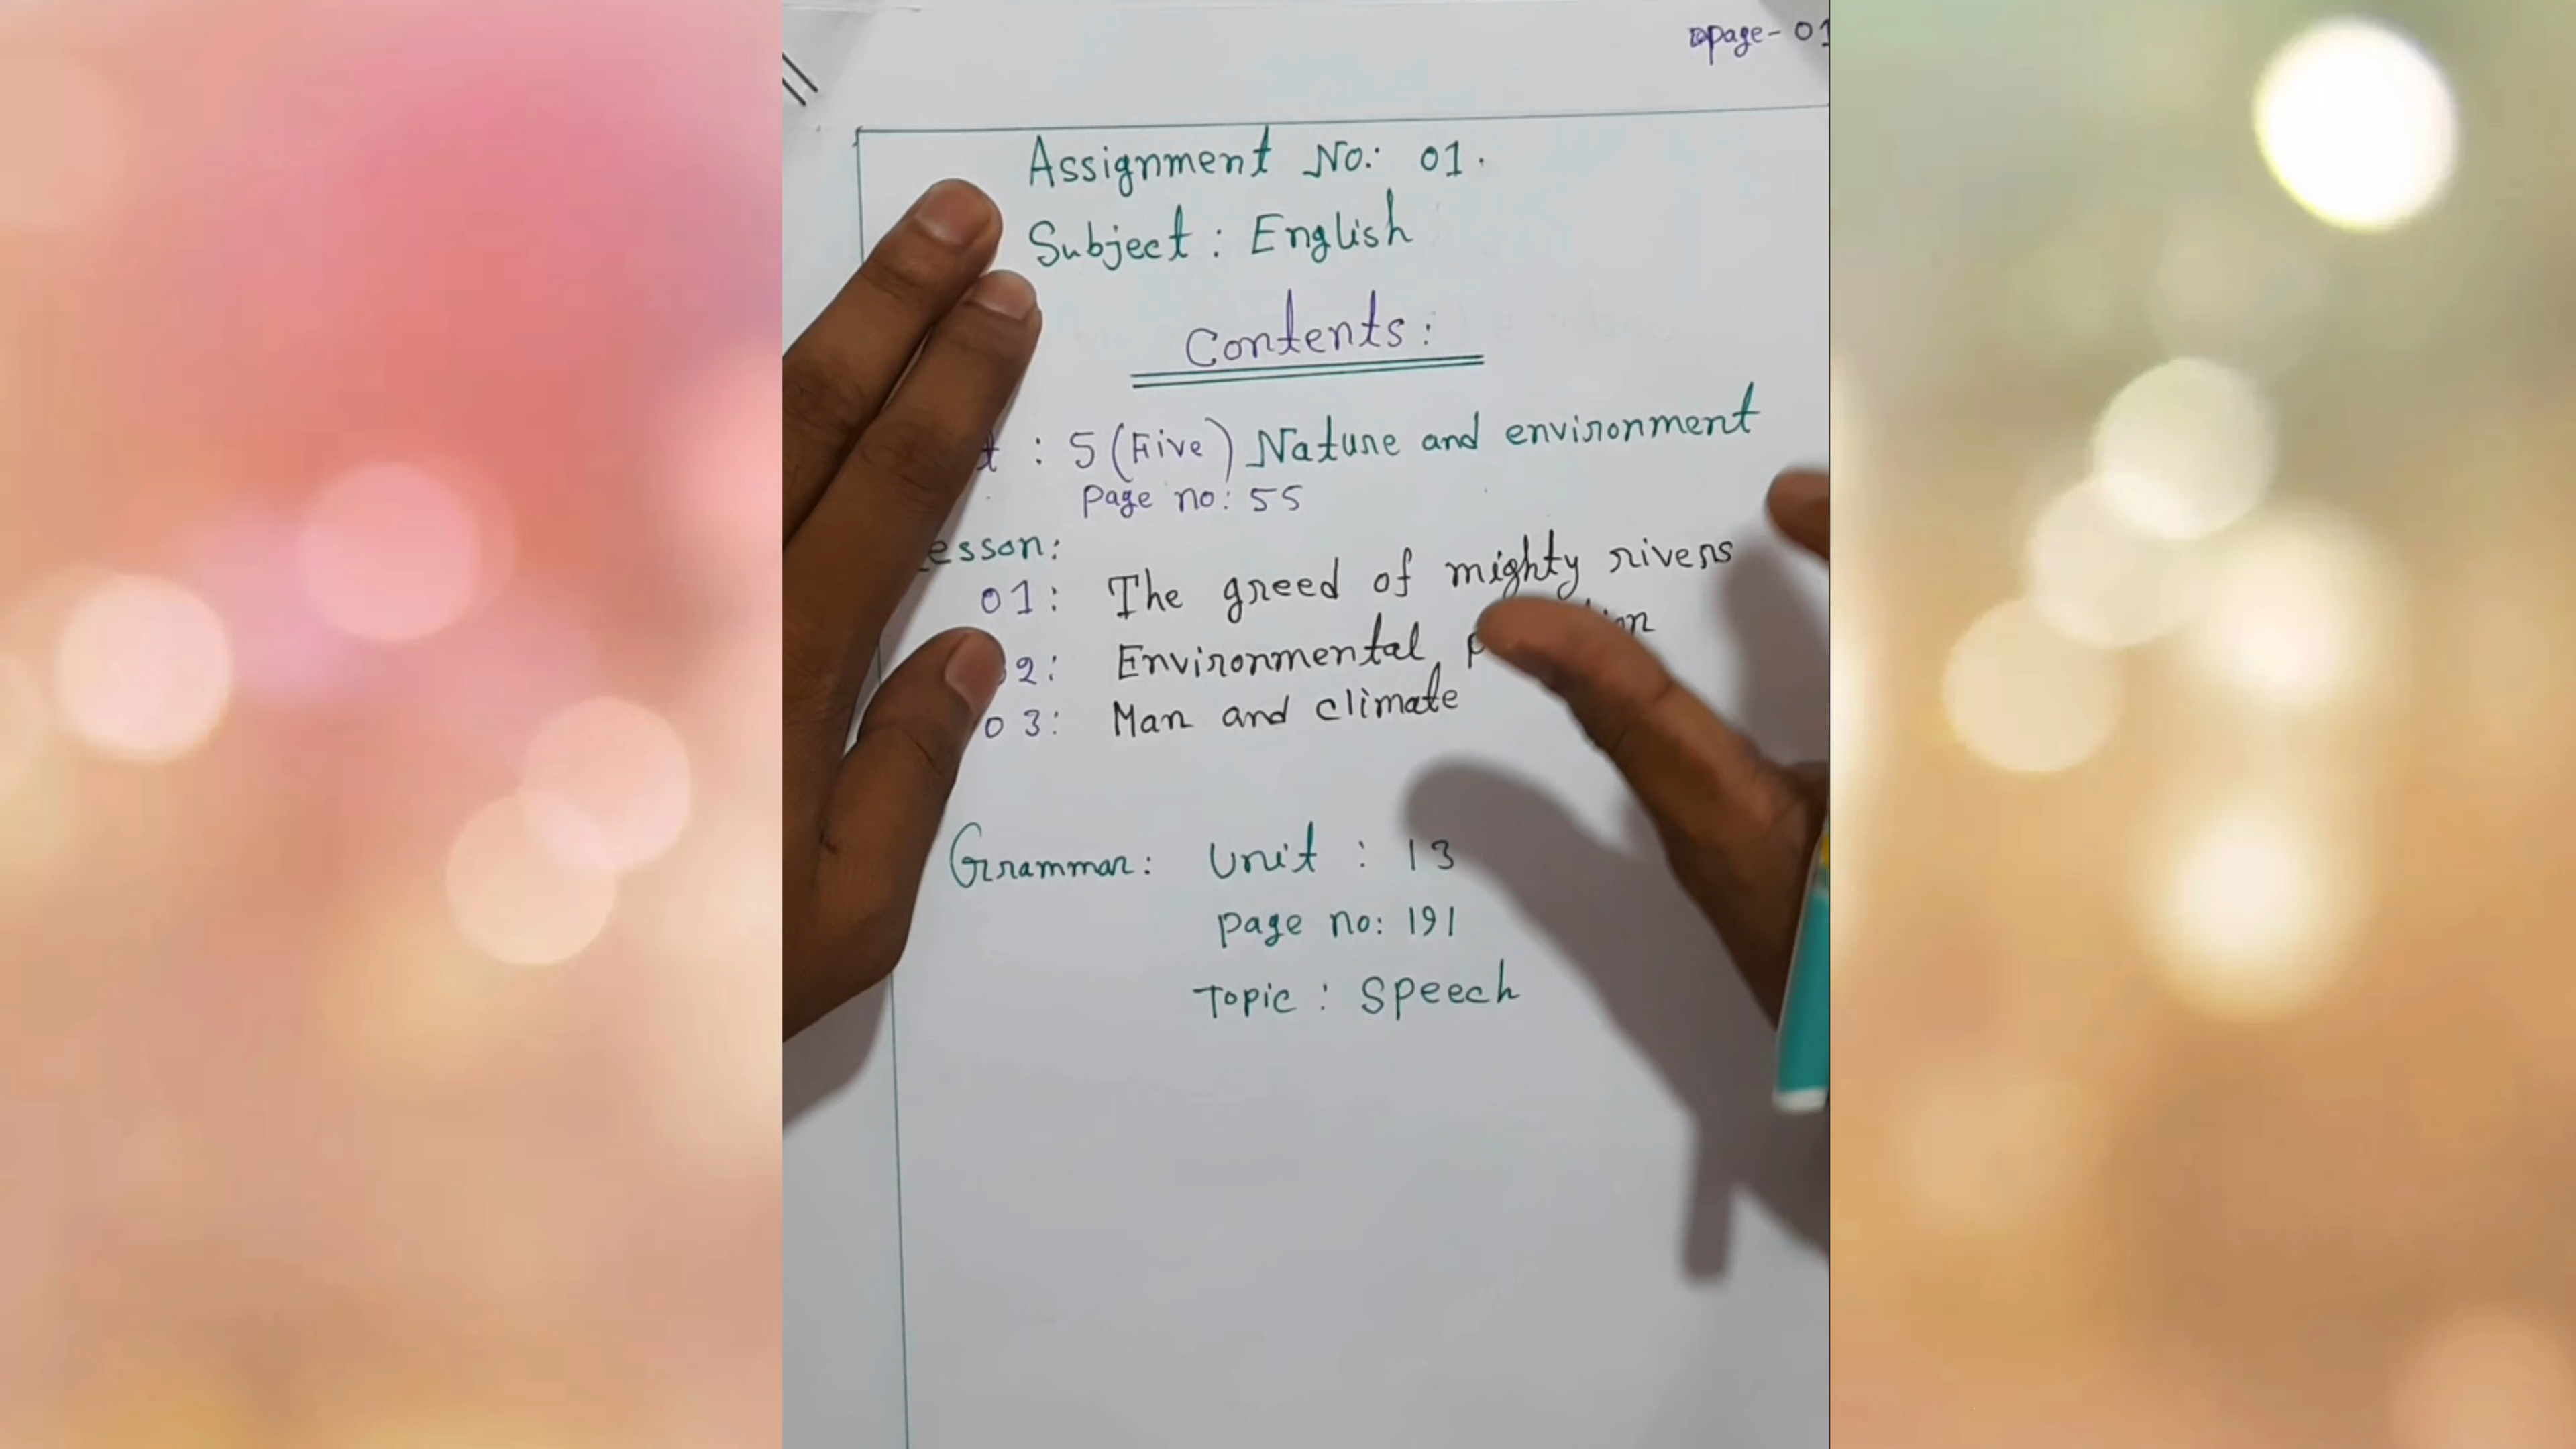 page- 01
Assignment No: 01.
Subject: English
Contents:
: 5 (Five) Nature and environment
Page no: 55
esson:
01: The greed of mighty rivers
2: Environmental
03: Man and climate
Grammar: Unit : 13
page no: 191
Topic : Speech